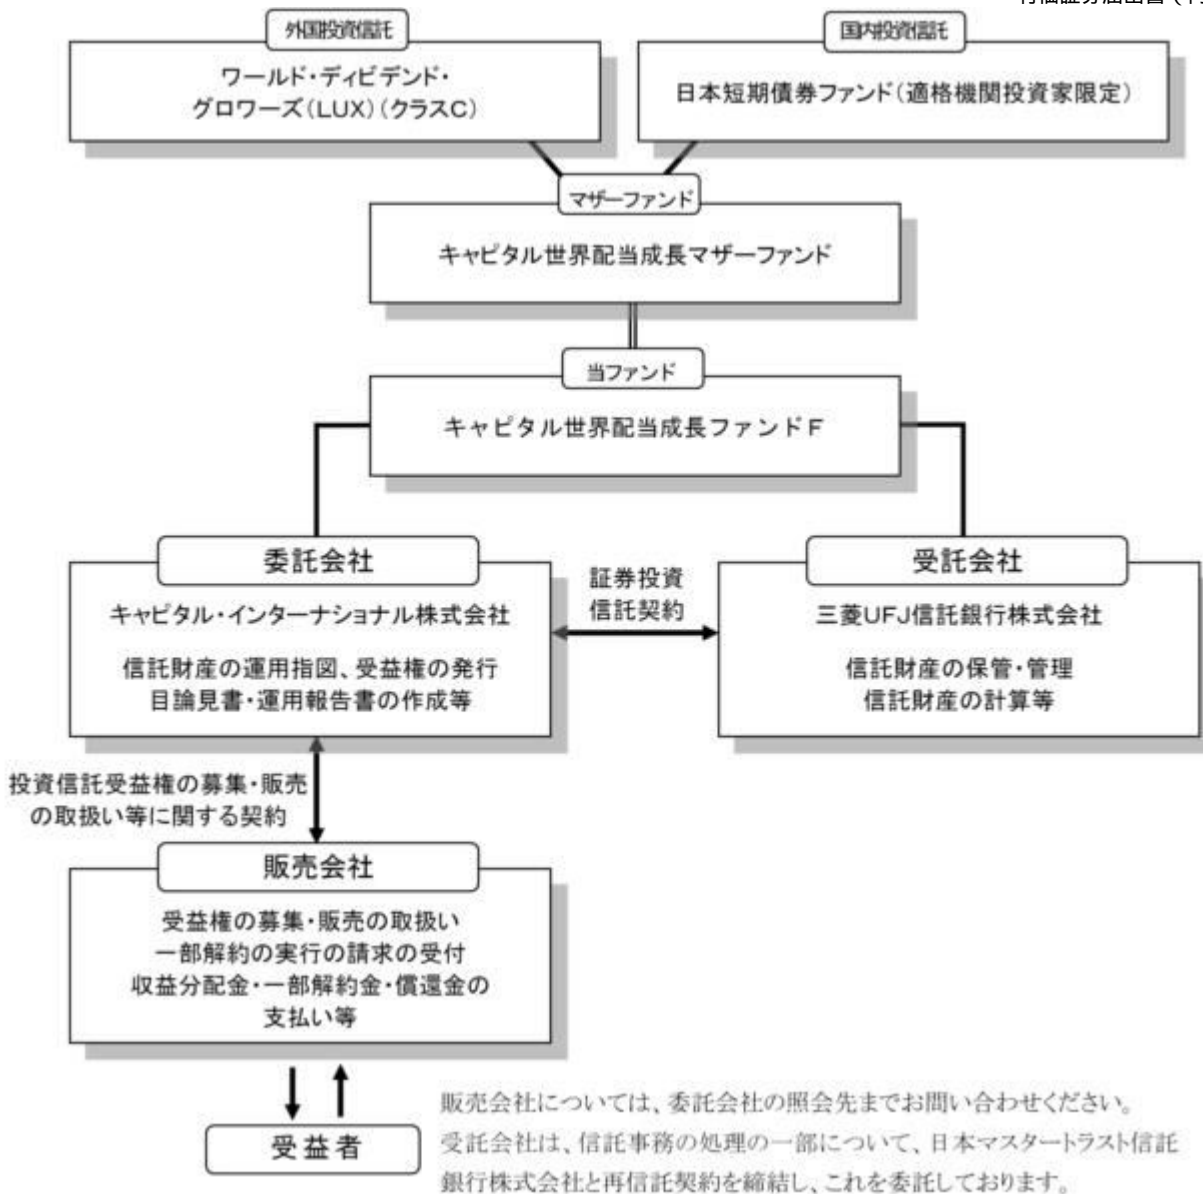 外国投資信託
ワールド・ディビデンド・
グロワーズ(LUX)(クラスC)
国内投資信託
日本短期債券ファンド(適格機関投資家限定)
マザーファンド
キャピタル世界配当成長マザーファンド
当ファンド
キャピタル世界配当成長ファンドF
委託会社
キャピタル・インターナショナル株式会社
信託財産の運用指図、受益権の発行
目論見書・運用報告書の作成等
証券投資
信託契約
受託会社
三菱UFJ信託銀行株式会社
信託財産の保管・管理
信託財産の計算等
投資信託受益権の募集・販売
の取扱い等に関する契約
販売会社
受益権の募集・販売の取扱い
一部解約の実行の請求の受付
収益分配金・一部解約金・償還金の
支払い等
受益者
販売会社については、委託会社の照会先までお問い合わせください。
受託会社は、信託事務の処理の一部について、日本マスタートラスト信託
銀行株式会社と再信託契約を締結し、これを委託しております。